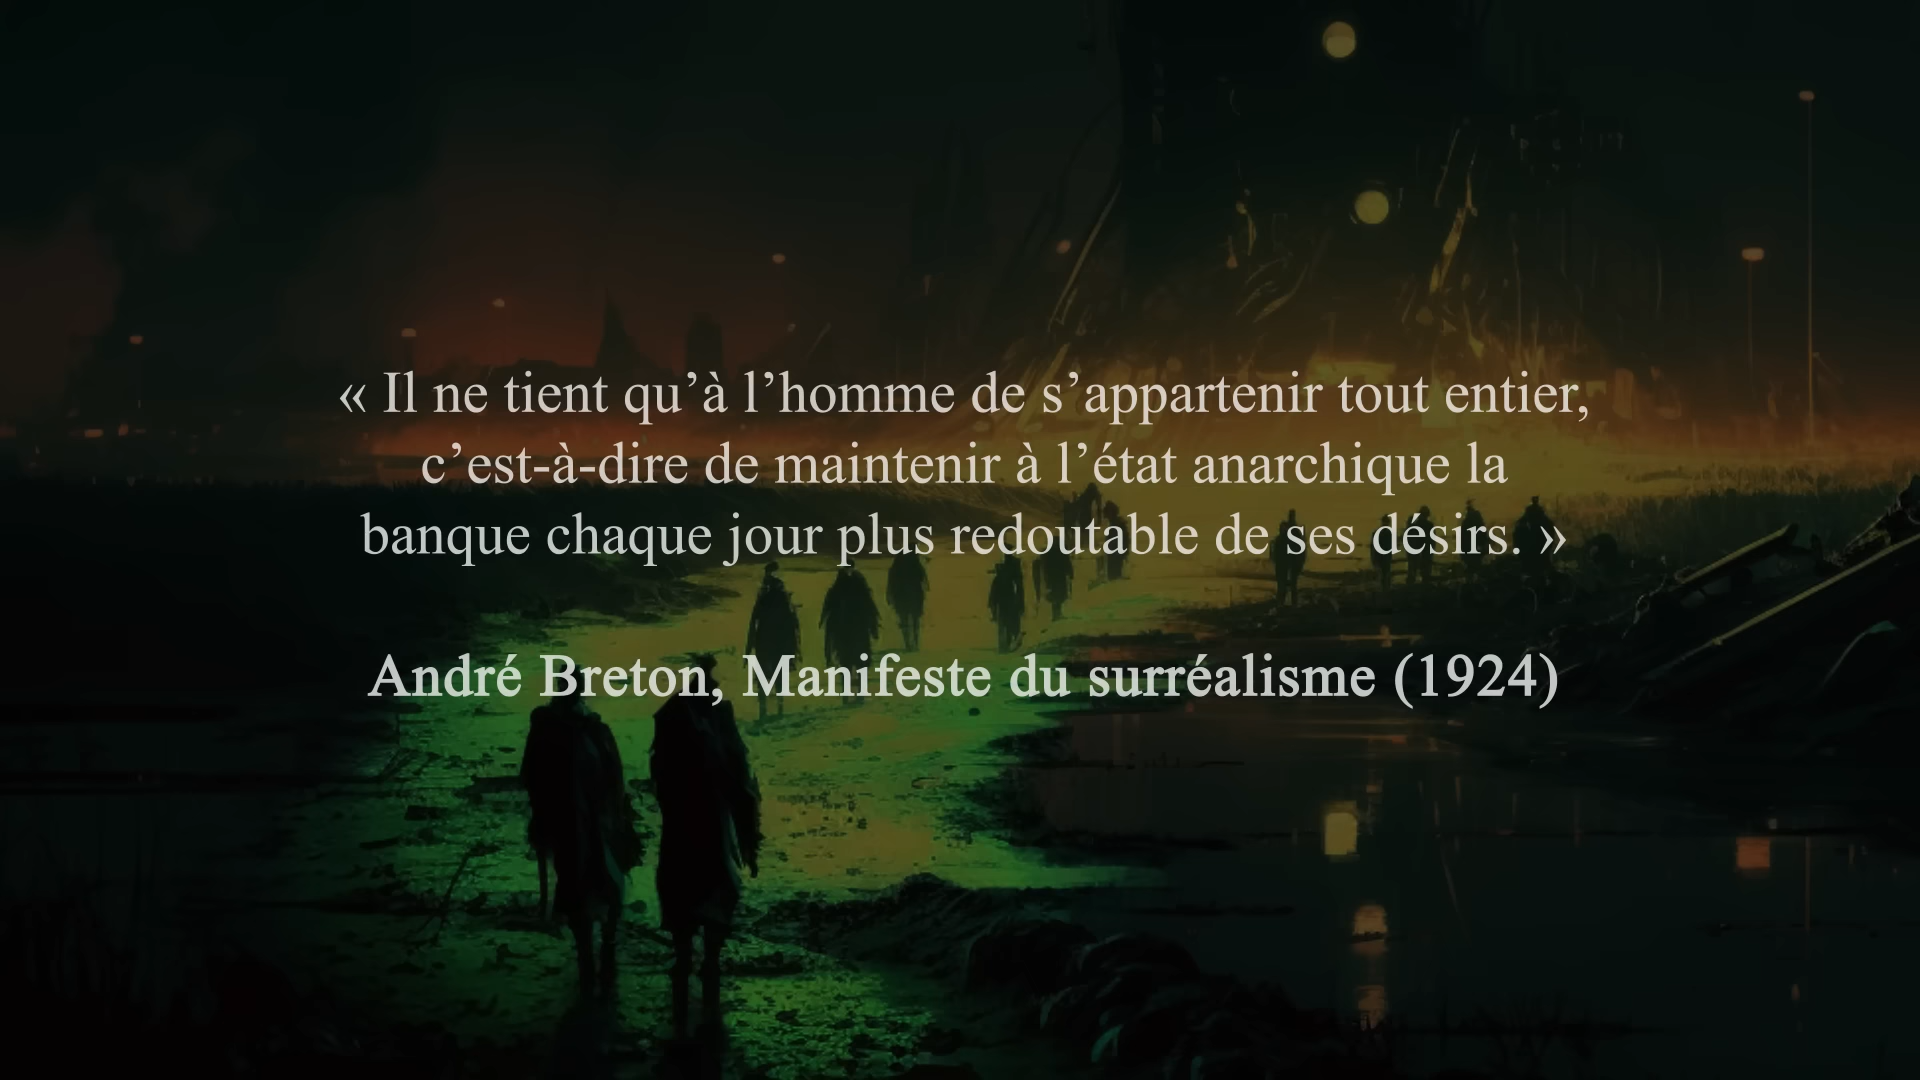 « Il ne tient qu’à l’homme de s’appartenir tout entier,
c’est-à-dire de maintenir à l’état anarchique la
banque chaque jour plus redoutable de ses désirs. »
André Breton, Manifeste du surréalisme (1924)